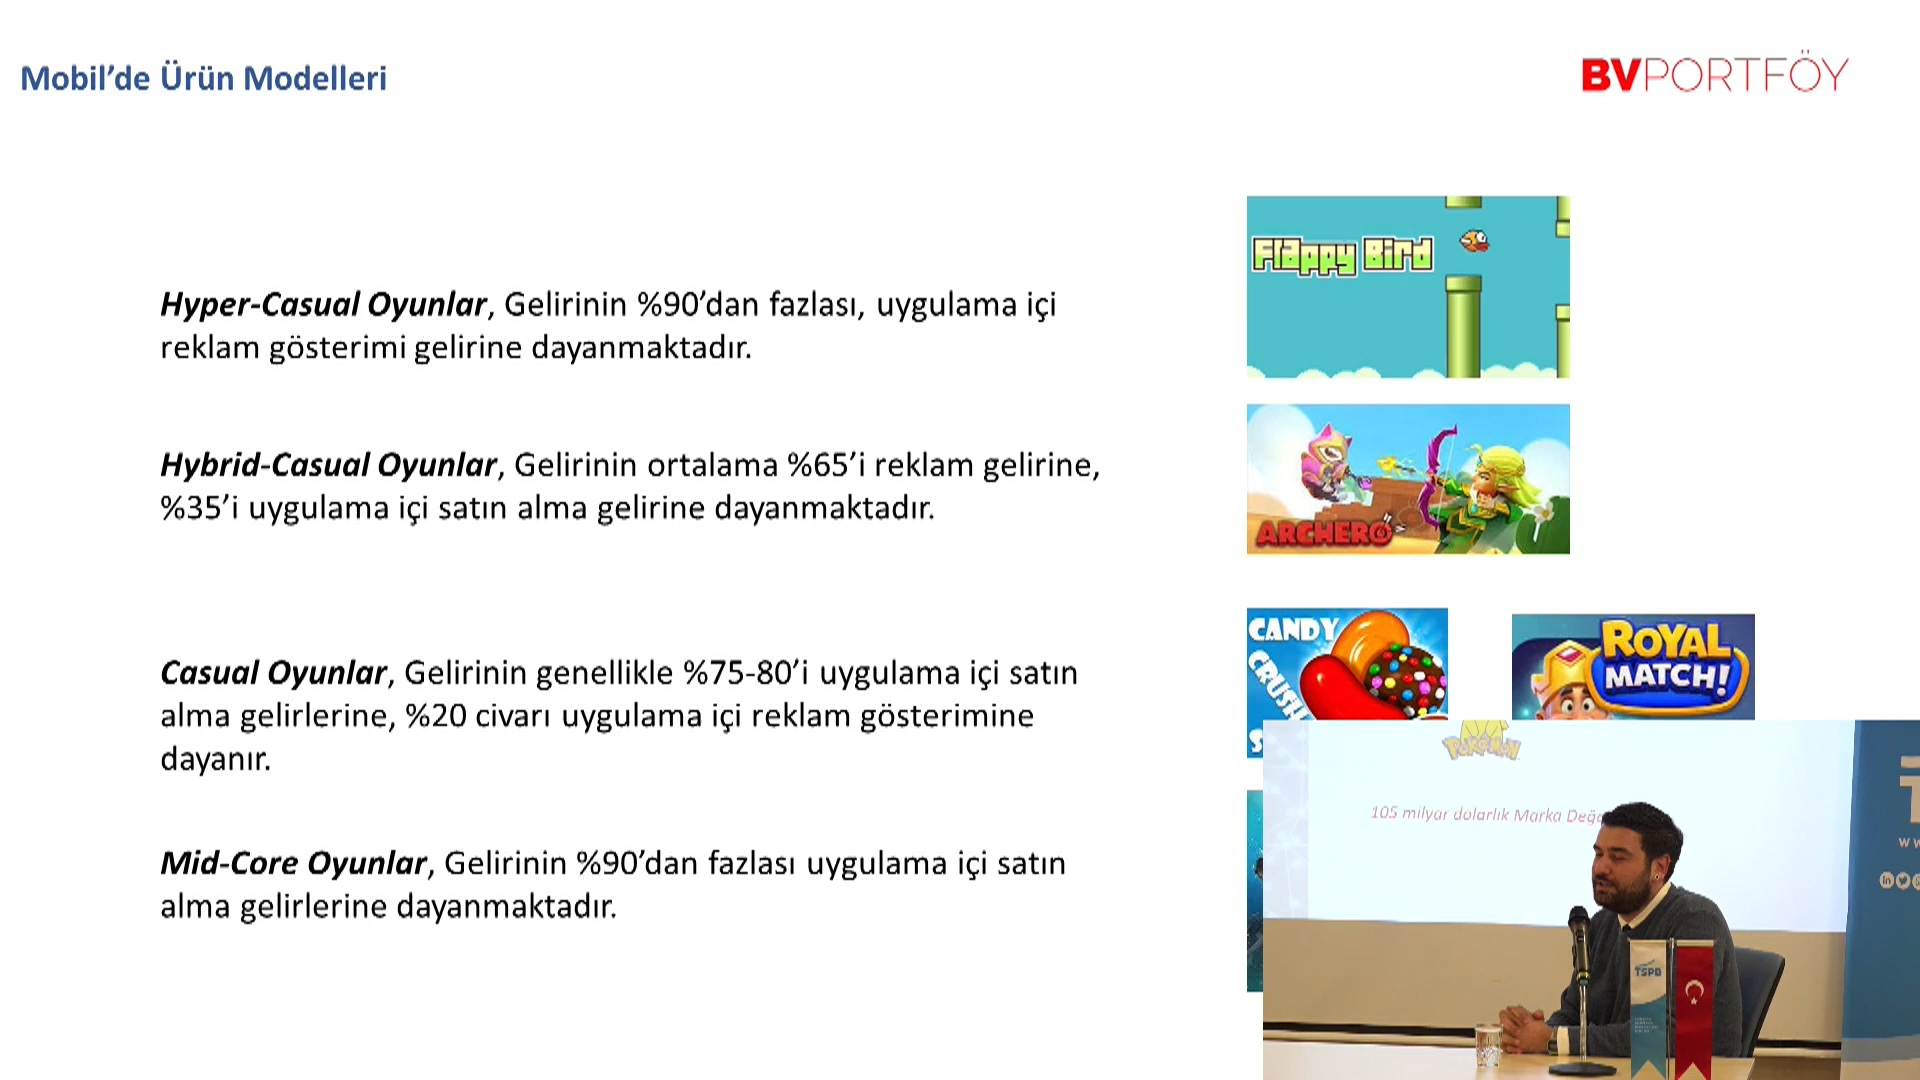 Mobil’de Ürün Modelleri
BVPORTFÖY
Hyper-Casual Oyunlar, Gelirinin %90’dan fazlası, uygulama içi
reklam gösterimi gelirine dayanmaktadır.
Flappy Bird
Hybrid-Casual Oyunlar, Gelirinin ortalama %65’i reklam gelirine,
%35’i uygulama içi satın alma gelirine dayanmaktadır.
ARCHERO
Casual Oyunlar, Gelirinin genellikle %75-80’i uygulama içi satın
alma gelirlerine, %20 civarı uygulama içi reklam gösterimine
dayanır.
CANDY
CRUSH
ROYAL
MATCH!
Mid-Core Oyunlar, Gelirinin %90’dan fazlası uygulama içi satın
alma gelirlerine dayanmaktadır.
POKéMON
105 milyar dolarlık Marka
TSPB